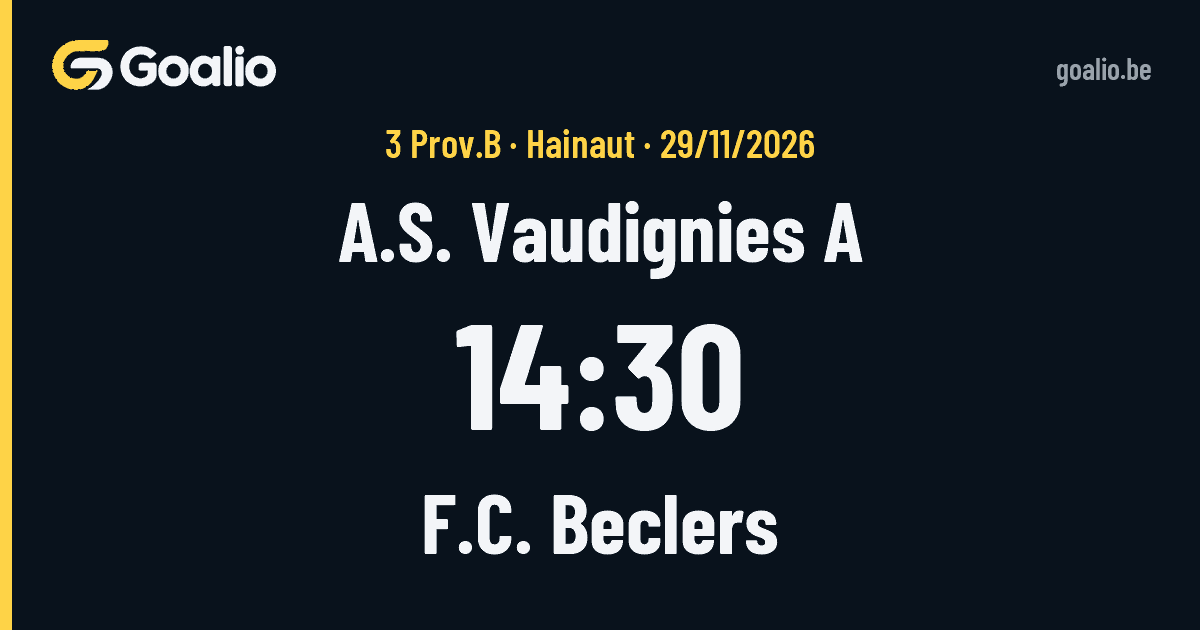 Goalio
goalio.be
3 Prov.B · Hainaut · 29/11/2026
A.S. Vaudignies A
14:30
F.C. Beclers